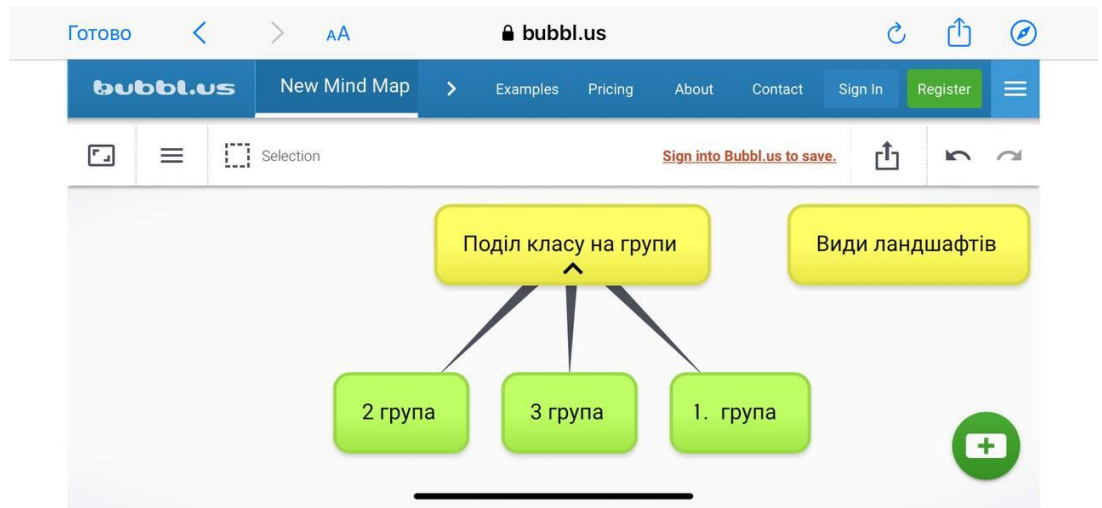 Готово AA bubbl.us
bubbl.us New Mind Map Examples Pricing About Contact Sign In Register
Selection Sign into Bubbl.us to save.
Поділ класу на групи
Види ландшафтів
2 група
3 група
1. група